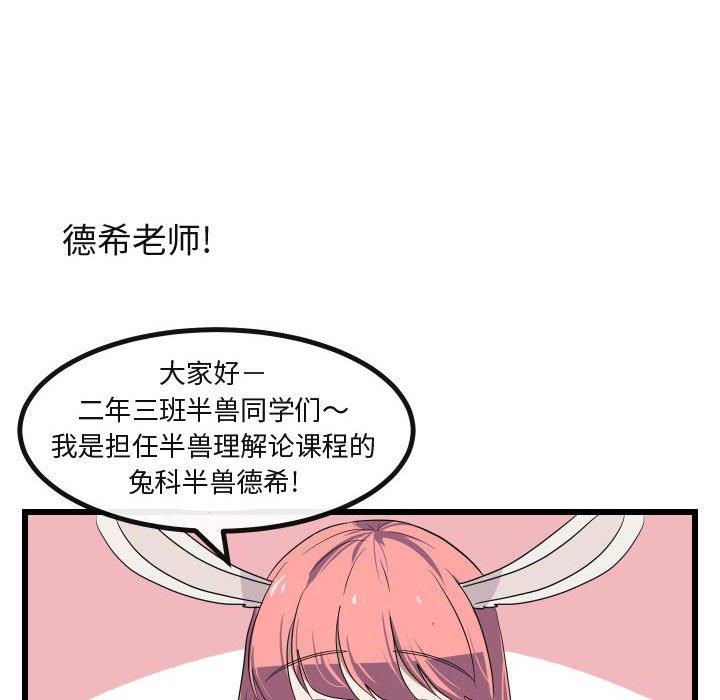 德希老师!
大家好－
二年三班半兽同学们～
我是担任半兽理解论课程的
兔科半兽德希!